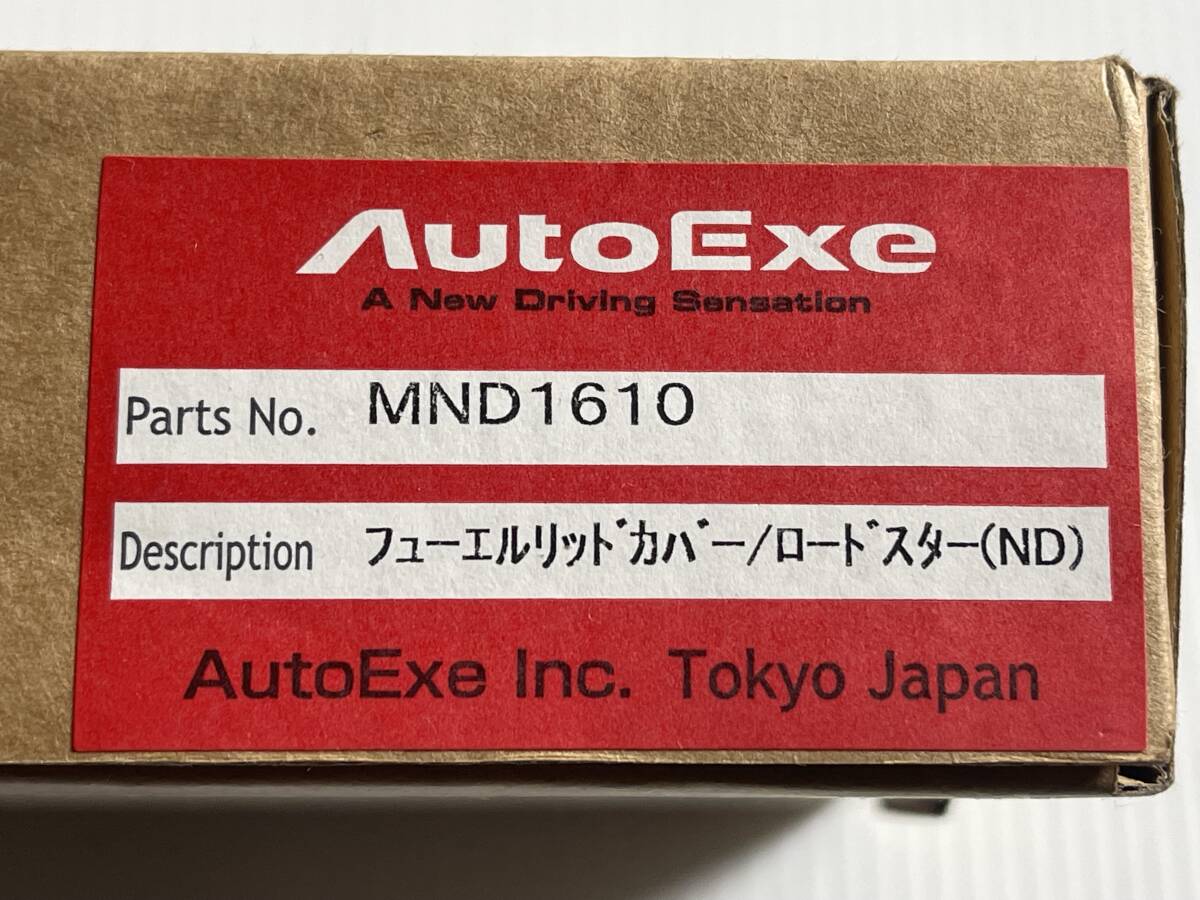 AutoExe
A New Driving Sensation
Parts No. MND1610
Description フューエルリッドカバー/ロードスター(ND)
AutoExe Inc. Tokyo Japan